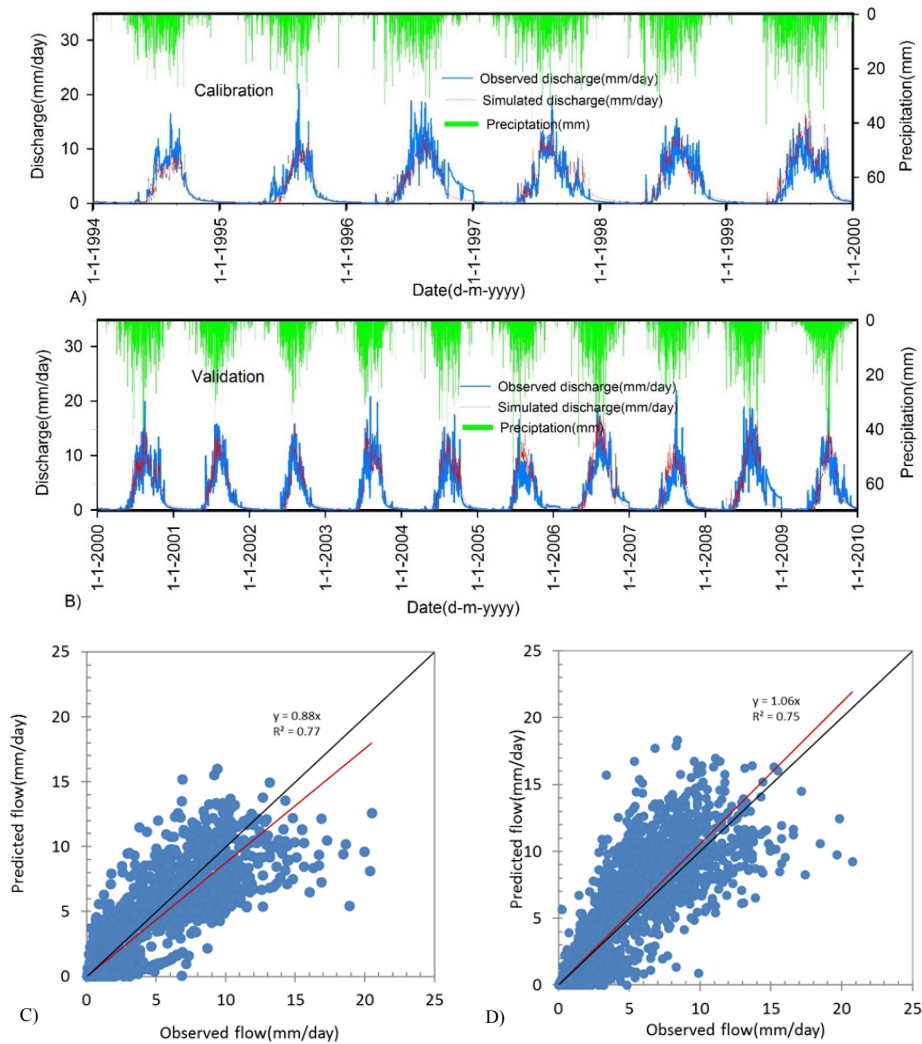 35
30
20
10
0
Discharge(mm/day)
Calibration
Observed discharge(mm/day)
Simulated discharge(mm/day)
Preciptation(mm)
0
20
40
60
Precipitation(mm)
1-1-1994
1-1-1995
1-1-1996
1-1-1997
1-1-1998
1-1-1999
1-1-2000
A)
Date(d-m-yyyy)
30
20
10
0
Discharge(mm/day)
Validation
Observed discharge(mm/day)
Simulated discharge(mm/day)
Preciptation(mm)
0
20
40
60
Precipitation(mm)
1-1-2000
1-1-2001
1-1-2002
1-1-2003
1-1-2004
1-1-2005
1-1-2006
1-1-2007
1-1-2008
1-1-2009
1-1-2010
B)
Date(d-m-yyyy)
25
20
15
10
5
0
Predicted flow(mm/day)
y = 0.88x
R² = 0.77
0
5
10
15
20
25
Observed flow(mm/day)
C)
25
20
15
10
5
0
Predicted flow(mm/day)
y = 1.06x
R² = 0.75
0
5
10
15
20
25
Observed flow(mm/day)
D)